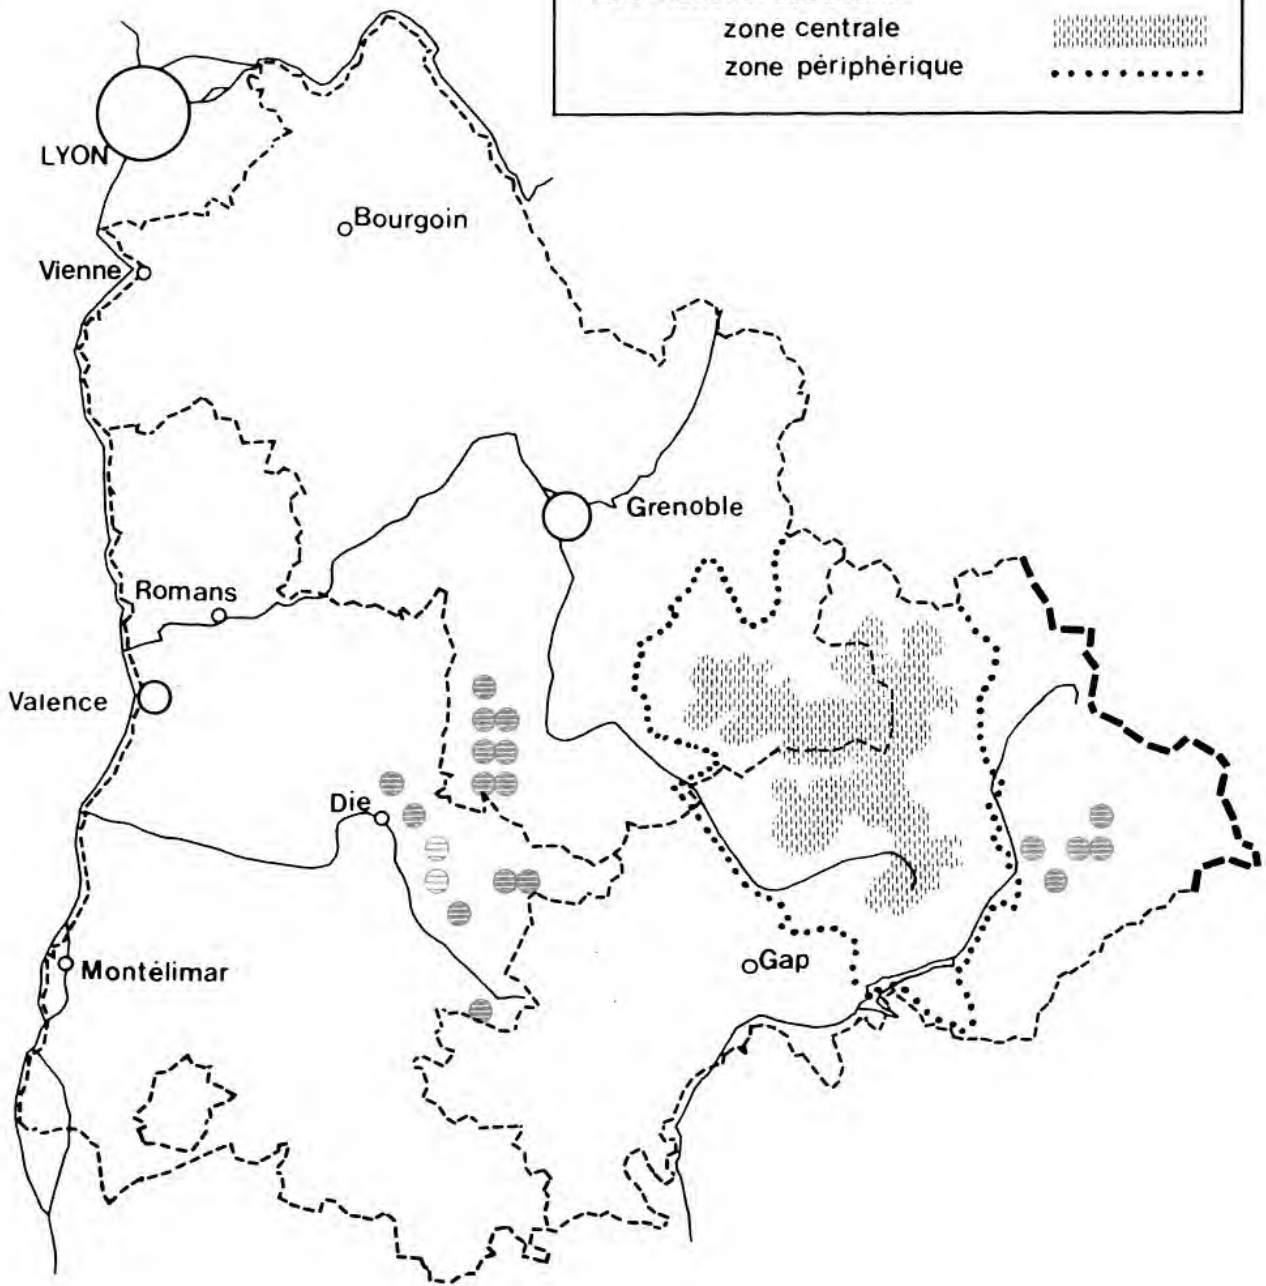 zone centrale
zone périphérique
LYON
Bourgoin
Vienne
Grenoble
Romans
Valence
Die
Gap
Montélimar